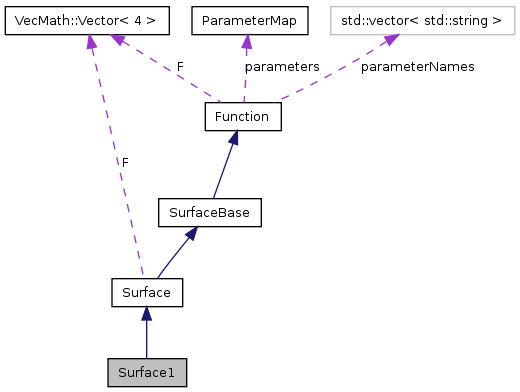 VecMath::Vector< 4 >
ParameterMap
std::vector< std::string >
F
parameters
parameterNames
Function
F
SurfaceBase
Surface
Surface1